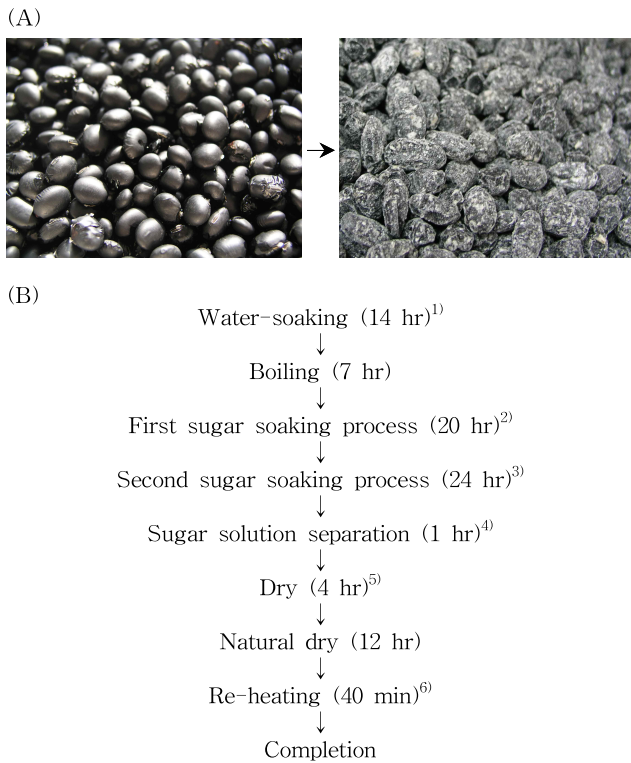 (A)
(B)
Water-soaking (14 hr)1)
Boiling (7 hr)
First sugar soaking process (20 hr)2)
Second sugar soaking process (24 hr)3)
Sugar solution separation (1 hr)4)
Dry (4 hr)5)
Natural dry (12 hr)
Re-heating (40 min)6)
Completion